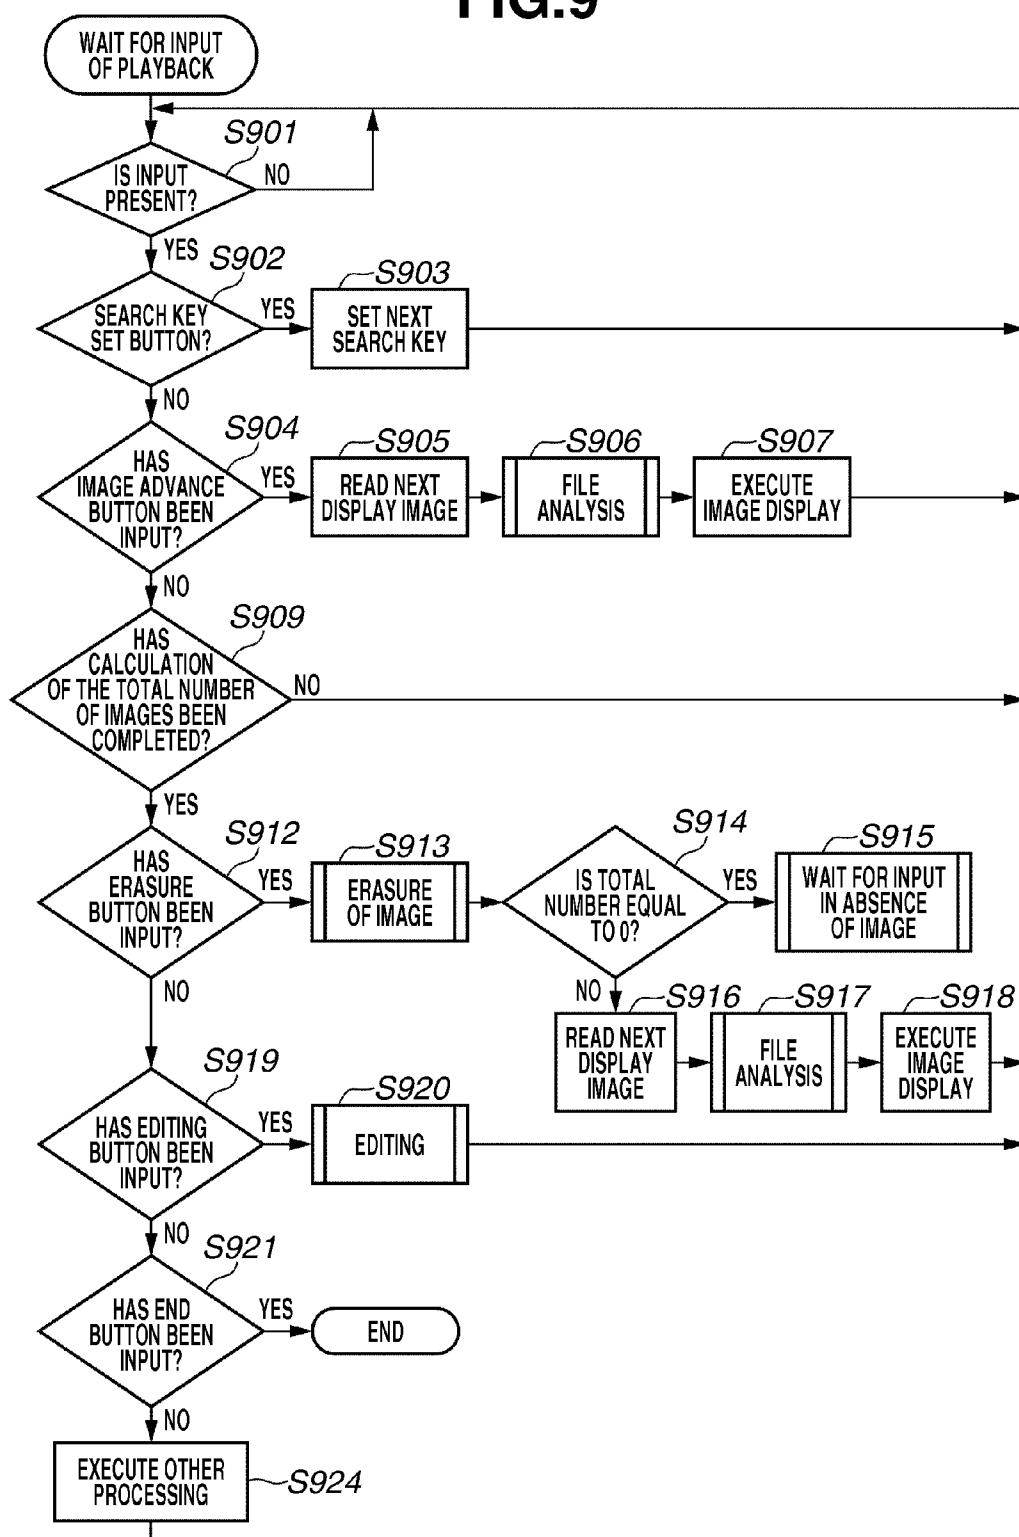 FIG.9
WAIT FOR INPUT
OF PLAYBACK
S901
IS INPUT
PRESENT?
NO
YES
S902
SEARCH KEY
SET BUTTON?
YES
S903
SET NEXT
SEARCH KEY
NO
S904
HAS
IMAGE ADVANCE
BUTTON BEEN
INPUT?
YES
S905
READ NEXT
DISPLAY IMAGE
S906
FILE
ANALYSIS
S907
EXECUTE
IMAGE DISPLAY
NO
S909
HAS
CALCULATION
OF THE TOTAL NUMBER
OF IMAGES BEEN
COMPLETED?
NO
YES
S912
HAS
ERASURE
BUTTON BEEN
INPUT?
YES
S913
ERASURE
OF IMAGE
S914
IS TOTAL
NUMBER EQUAL
TO 0?
YES
S915
WAIT FOR INPUT
IN ABSENCE
OF IMAGE
NO
S916
READ NEXT
DISPLAY
IMAGE
S917
FILE
ANALYSIS
S918
EXECUTE
IMAGE
DISPLAY
NO
S919
HAS EDITING
BUTTON BEEN
INPUT?
YES
S920
EDITING
NO
S921
HAS END
BUTTON BEEN
INPUT?
YES
END
NO
EXECUTE OTHER
PROCESSING
S924